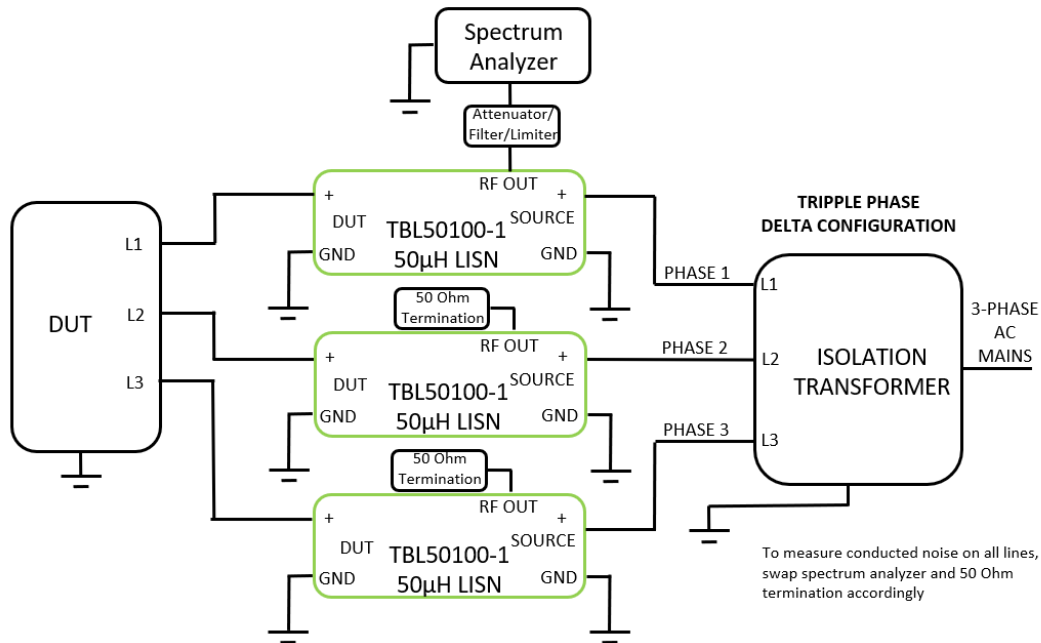 Spectrum
Analyzer
Attenuator/
Filter/Limiter
RF OUT
+
+
DUT
SOURCE
TBL50100-1
GND
GND
50µH LISN
TRIPPLE PHASE
DELTA CONFIGURATION
PHASE 1
L1
L1
DUT
L2
L3
50 Ohm
Termination
RF OUT
+
+
DUT
SOURCE
TBL50100-1
GND
GND
50µH LISN
PHASE 2
L2
ISOLATION
TRANSFORMER
3-PHASE
AC
MAINS
PHASE 3
L3
50 Ohm
Termination
RF OUT
+
+
DUT
SOURCE
TBL50100-1
GND
GND
50µH LISN
To measure conducted noise on all lines,
swap spectrum analyzer and 50 Ohm
termination accordingly